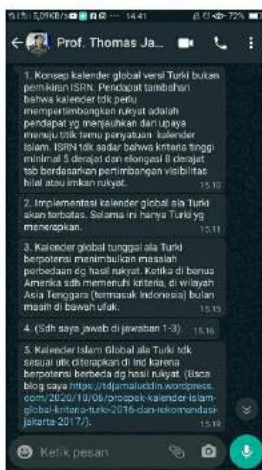 5,09KB/s 14.41 72%
Prof. Thomas Ja...
1. Konsep kalender global versi Turki bukan
pemikiran ISRN. Pendapat tambahan
bahwa kalender tdk perlu
mempertimbangkan rukyat adalah
pendapat yg menjauhkan dari upaya
menuju titik temu penyatuan kalender
Islam. ISRN tdk sadar bahwa kriteria tinggi
minimal 5 derajat dan elongasi 8 derajat
tsb berdasarkan pertimbangan visibilitas
hilal atau imkan rukyat.
15.10
2. Implementasi kalender global ala Turki
akan terbatas. Selama ini hanya Turki yg
menerapkan.
15.11
3. Kalender global tunggal ala Turki
berpotensi menimbulkan masalah
perbedaan dg hasil rukyat. Ketika di benua
Amerika sdh memenuhi kriteria, di wilayah
Asia Tenggara (termasuk Indonesia) bulan
masih di bawah ufuk.
15.15
4. (Sdh saya jawab di jawaban 1-3).
15.16
5. Kalender Islam Global ala Turki tdk
sesuai utk diterapkan di Ind karena
berpotensi berbeda dg hasil rukyat. (Baca
blog saya https://tdjamaluddin.wordpress.
com/2020/10/06/prospek-kalender-islam-
global-kriteria-turki-2016-dan-rekomendasi-
jakarta-2017/).
15.19
Ketik pesan